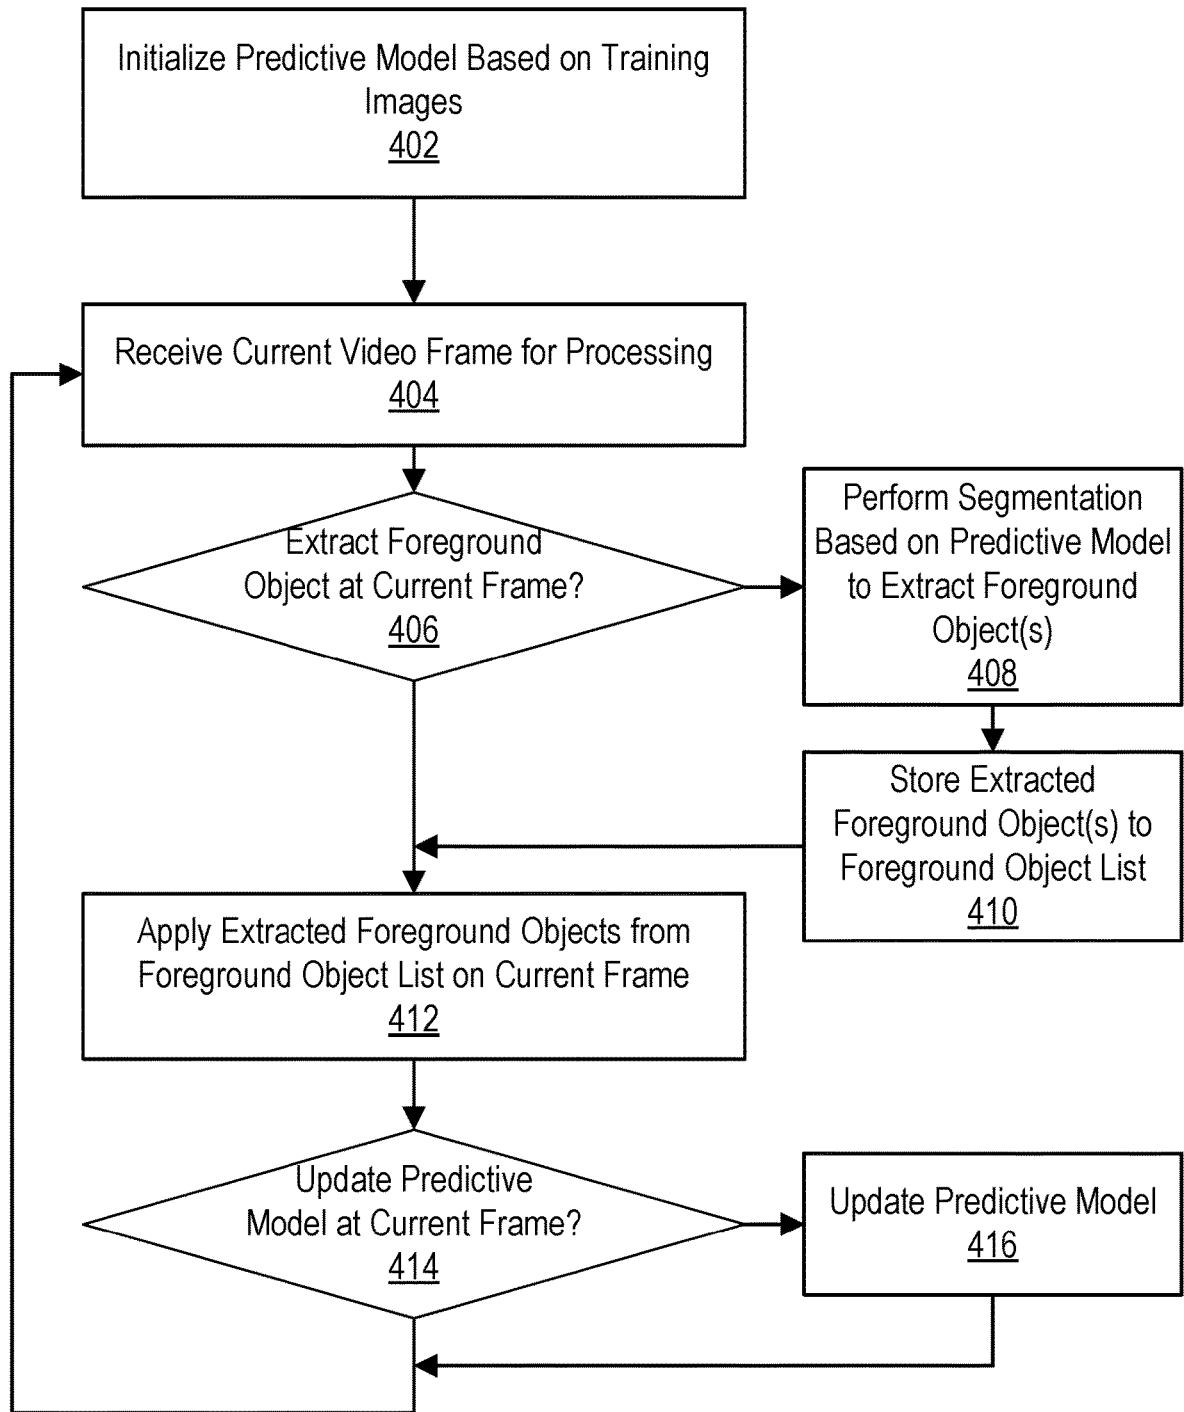 Initialize Predictive Model Based on Training
Images
402
Receive Current Video Frame for Processing
404
Extract Foreground
Object at Current Frame?
406
Perform Segmentation
Based on Predictive Model
to Extract Foreground
Object(s)
408
Store Extracted
Foreground Object(s) to
Foreground Object List
410
Apply Extracted Foreground Objects from
Foreground Object List on Current Frame
412
Update Predictive
Model at Current Frame?
414
Update Predictive Model
416